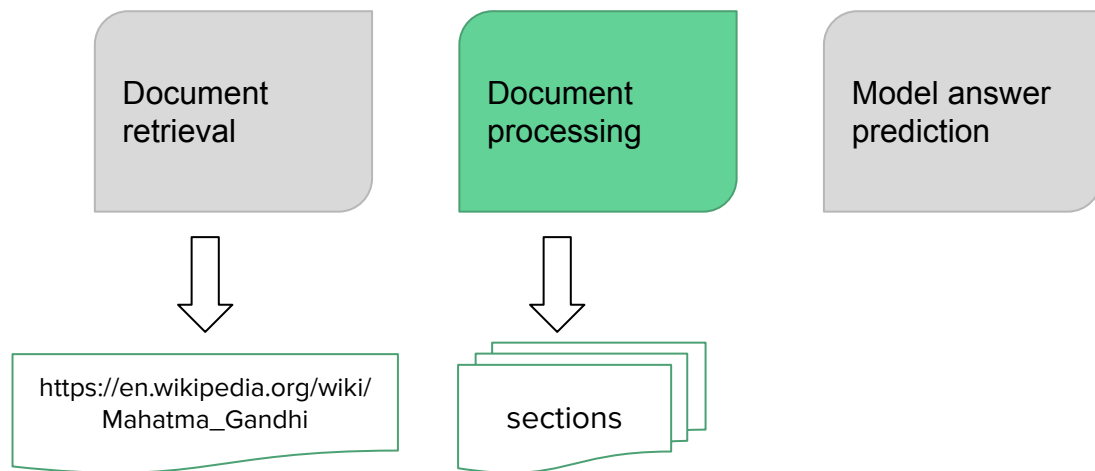 Document
retrieval
Document
processing
Model answer
prediction
https://en.wikipedia.org/wiki/
Mahatma_Gandhi
sections